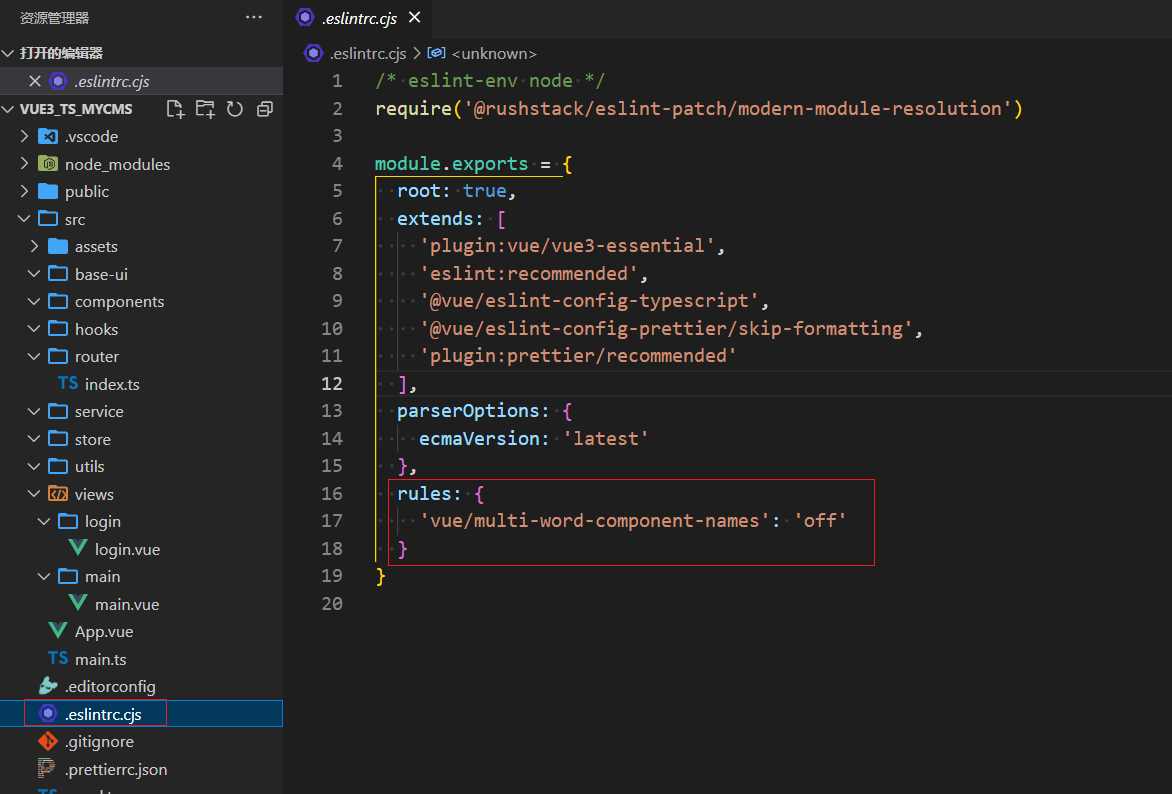 资源管理器
···
打开的编辑器
.eslintrc.cjs
VUE3_TS_MYCMS
.vscode
node_modules
public
src
assets
base-ui
components
hooks
router
TS index.ts
service
store
utils
views
login
login.vue
main
main.vue
App.vue
TS main.ts
.editorconfig
.eslintrc.cjs
.gitignore
.prettierrc.json
.eslintrc.cjs
.eslintrc.cjs > <unknown>
1 /* eslint-env node */
2 require('@rushstack/eslint-patch/modern-module-resolution')
3
4 module.exports = {
5   root: true,
6   extends: [
7     'plugin:vue/vue3-essential',
8     'eslint:recommended',
9     '@vue/eslint-config-typescript',
10     '@vue/eslint-config-prettier/skip-formatting',
11     'plugin:prettier/recommended'
12   ],
13   parserOptions: {
14     ecmaVersion: 'latest'
15   },
16   rules: {
17     'vue/multi-word-component-names': 'off'
18   }
19 }
20